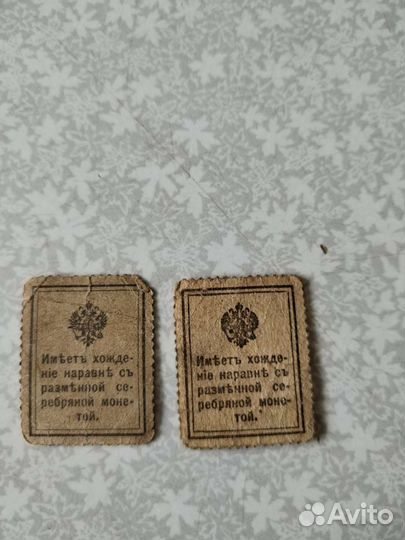 Имѣетъ хожде-
ніе наравнѣ съ
размѣнной се-
ребряной моне-
той.
Имѣетъ хожде-
ніе наравнѣ съ
размѣнной се-
ребряной моне-
той.
Avito